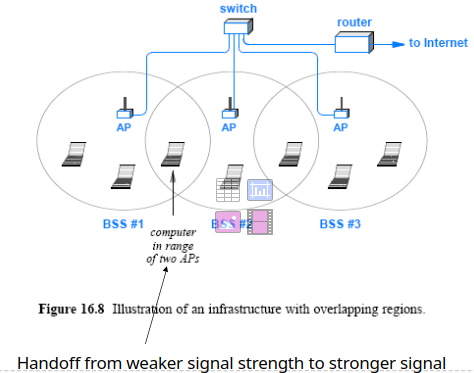 switch
router
to Internet
AP
AP
AP
BSS #1
BSS #2
BSS #3
computer
in range
of two APs
Figure 16.8 Illustration of an infrastructure with overlapping regions.
Handoff from weaker signal strength to stronger signal